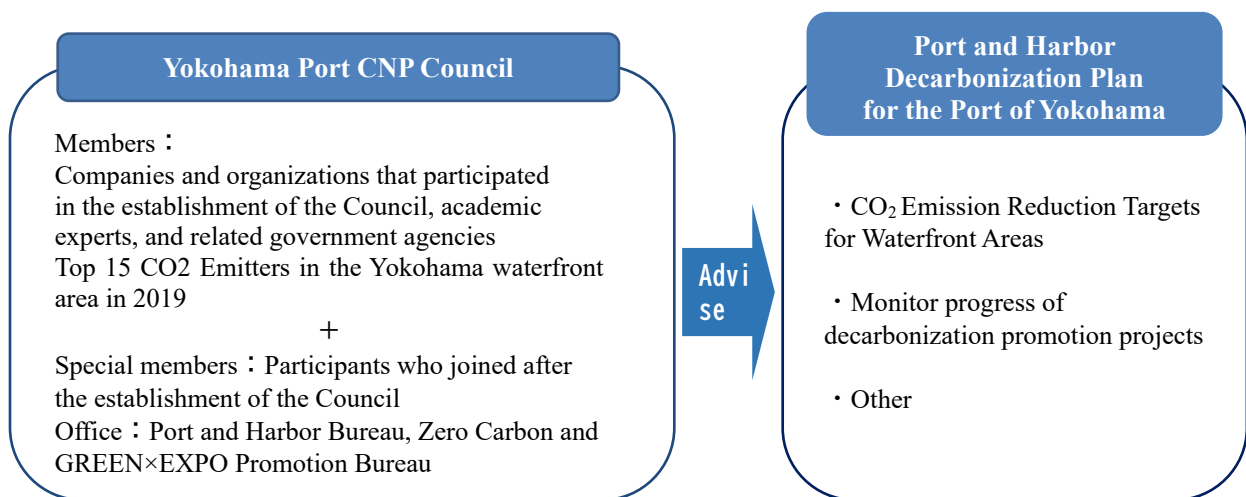 Yokohama Port CNP Council
Members：
Companies and organizations that participated
in the establishment of the Council, academic
experts, and related government agencies
Top 15 CO2 Emitters in the Yokohama waterfront
area in 2019
+
Special members：Participants who joined after
the establishment of the Council
Office：Port and Harbor Bureau, Zero Carbon and
GREEN×EXPO Promotion Bureau
Advi
se
Port and Harbor
Decarbonization Plan
for the Port of Yokohama
・CO₂ Emission Reduction Targets
for Waterfront Areas
・Monitor progress of
decarbonization promotion projects
・Other